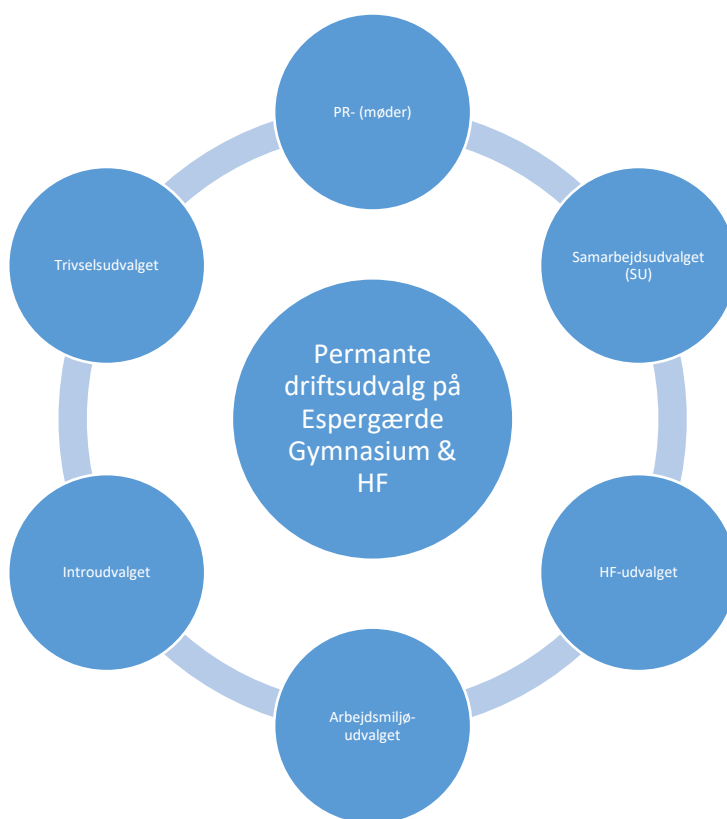 PR- (møder)
Samarbejdsudvalget
(SU)
Trivselsudvalget
Permante
driftsudvalg på
Espergærde
Gymnasium &
HF
HF-udvalget
Introudvalget
Arbejdsmiljø-
udvalget